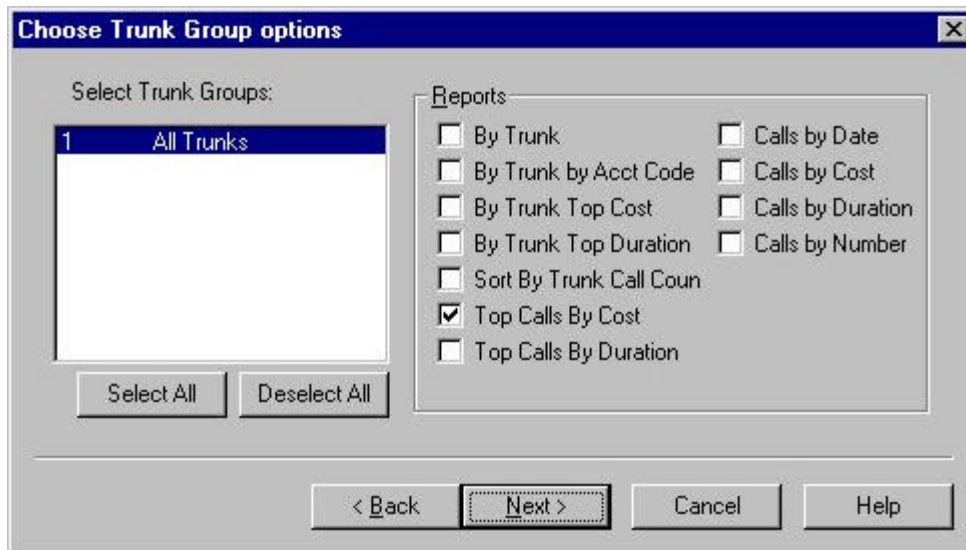 Choose Trunk Group options
Select Trunk Groups:
1 All Trunks
Select All Deselect All
Reports
By Trunk
By Trunk by Acct Code
By Trunk Top Cost
By Trunk Top Duration
Sort By Trunk Call Coun
Top Calls By Cost
Top Calls By Duration
Calls by Date
Calls by Cost
Calls by Duration
Calls by Number
< Back Next > Cancel Help